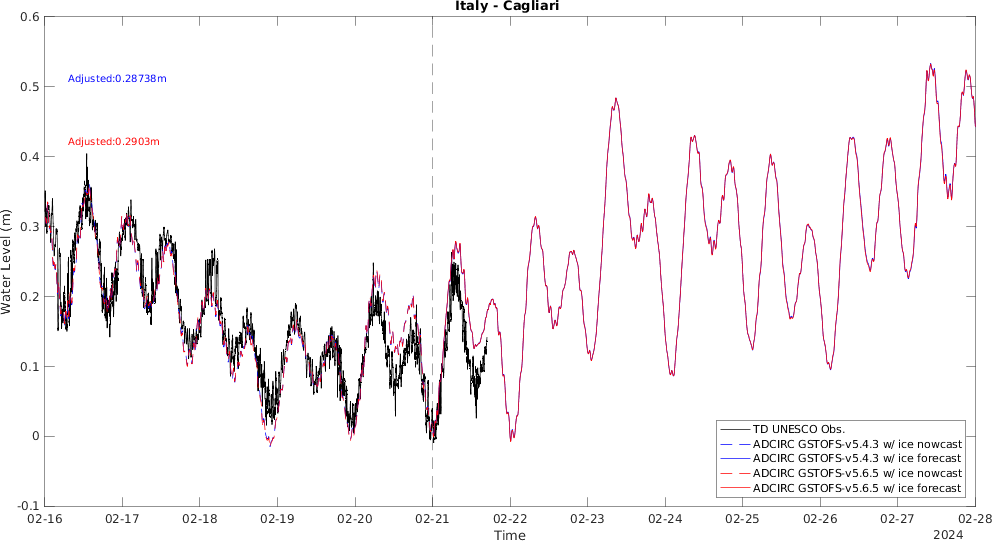 Italy - Cagliari
Adjusted:0.28738m
Adjusted:0.2903m
Water Level (m)
0.6
0.5
0.4
0.3
0.2
0.1
0
-0.1
TD UNESCO Obs.
ADCIRC GSTOFS-v5.4.3 w/ ice nowcast
ADCIRC GSTOFS-v5.4.3 w/ ice forecast
ADCIRC GSTOFS-v5.6.5 w/ ice nowcast
ADCIRC GSTOFS-v5.6.5 w/ ice forecast
02-16 02-17 02-18 02-19 02-20 02-21 02-22 02-23 02-24 02-25 02-26 02-27 02-28
Time
2024